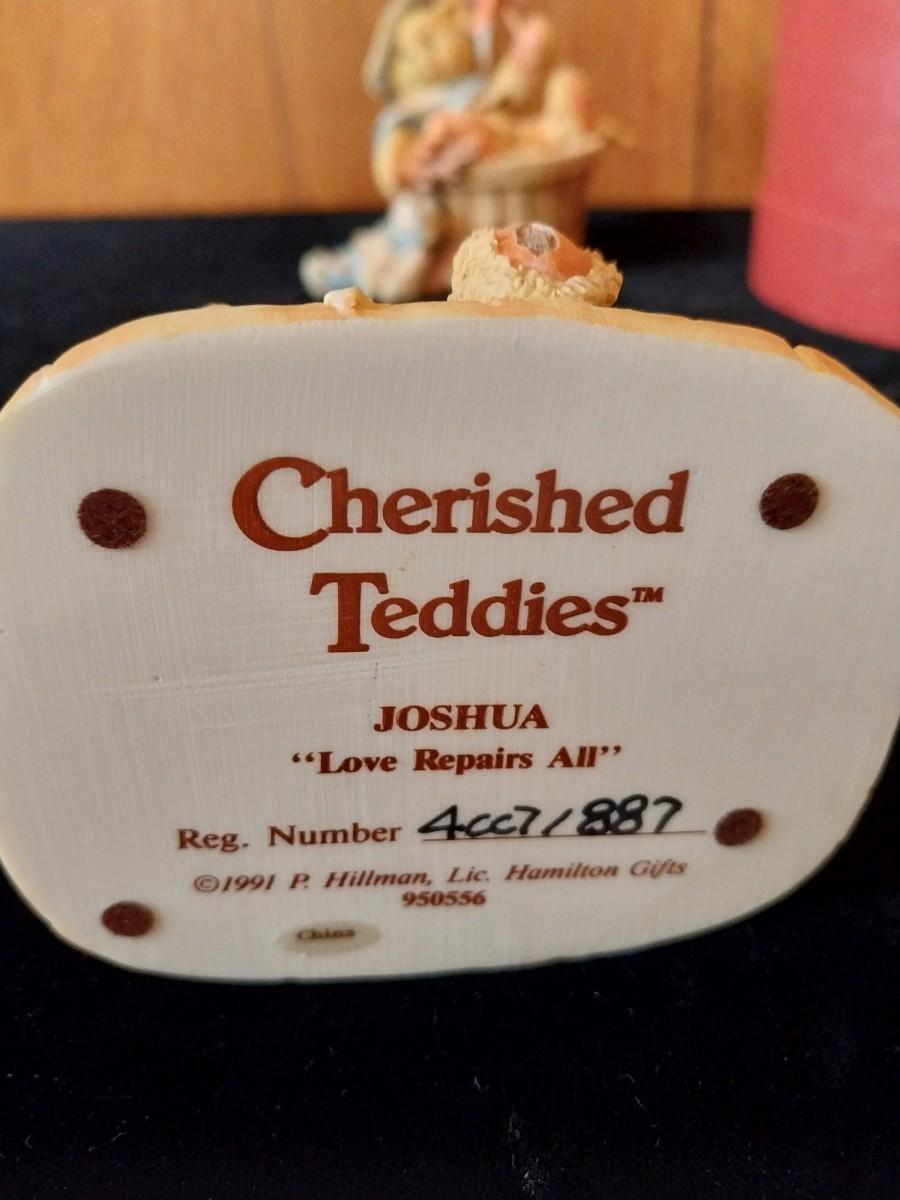 Cherished
Teddies™
JOSHUA
“Love Repairs All”
Reg. Number 4cc7/887
©1991 P. Hillman, Lic. Hamilton Gifts
950556
China